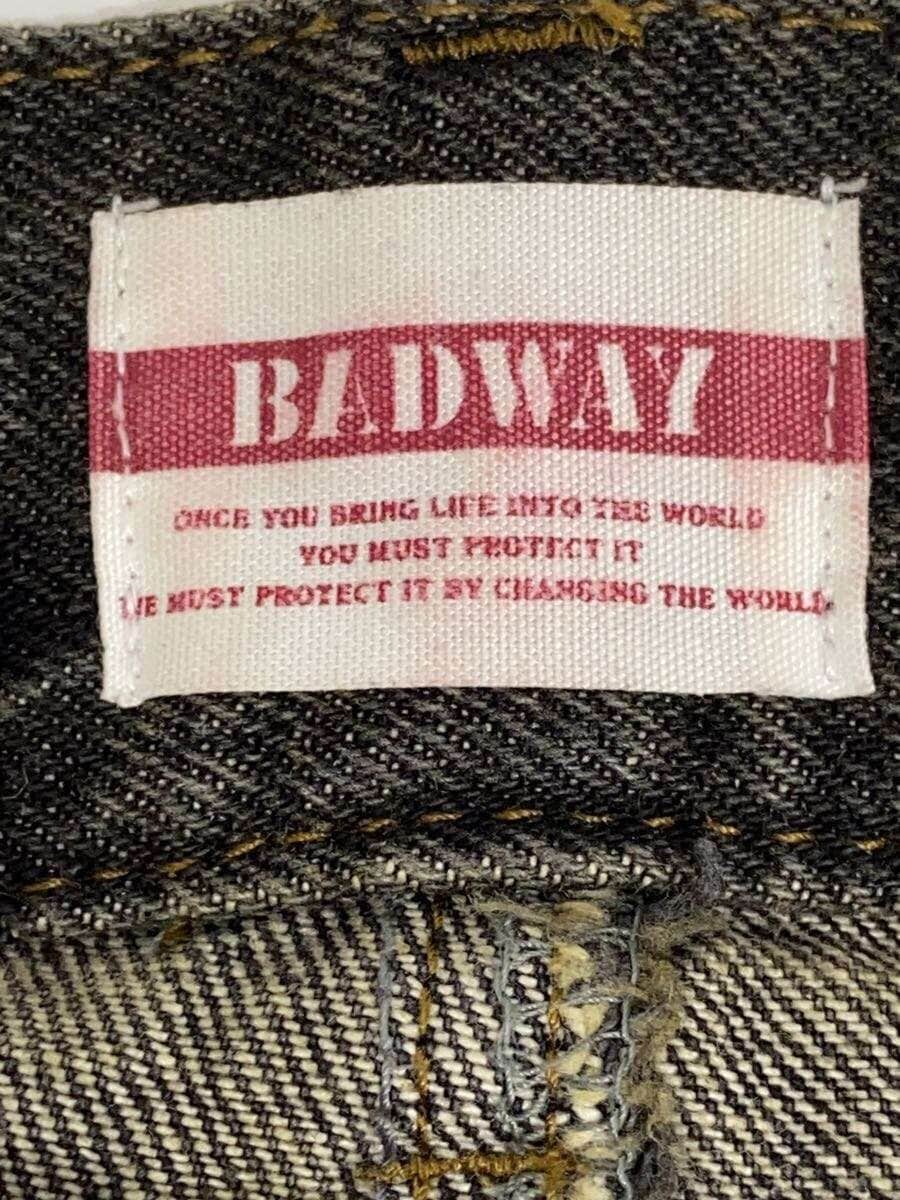 BADWAY
ONCE YOU BRING LIFE INTO THE WORLD
YOU MUST PROTECT IT
WE MUST PROTECT IT BY CHANGING THE WORLD